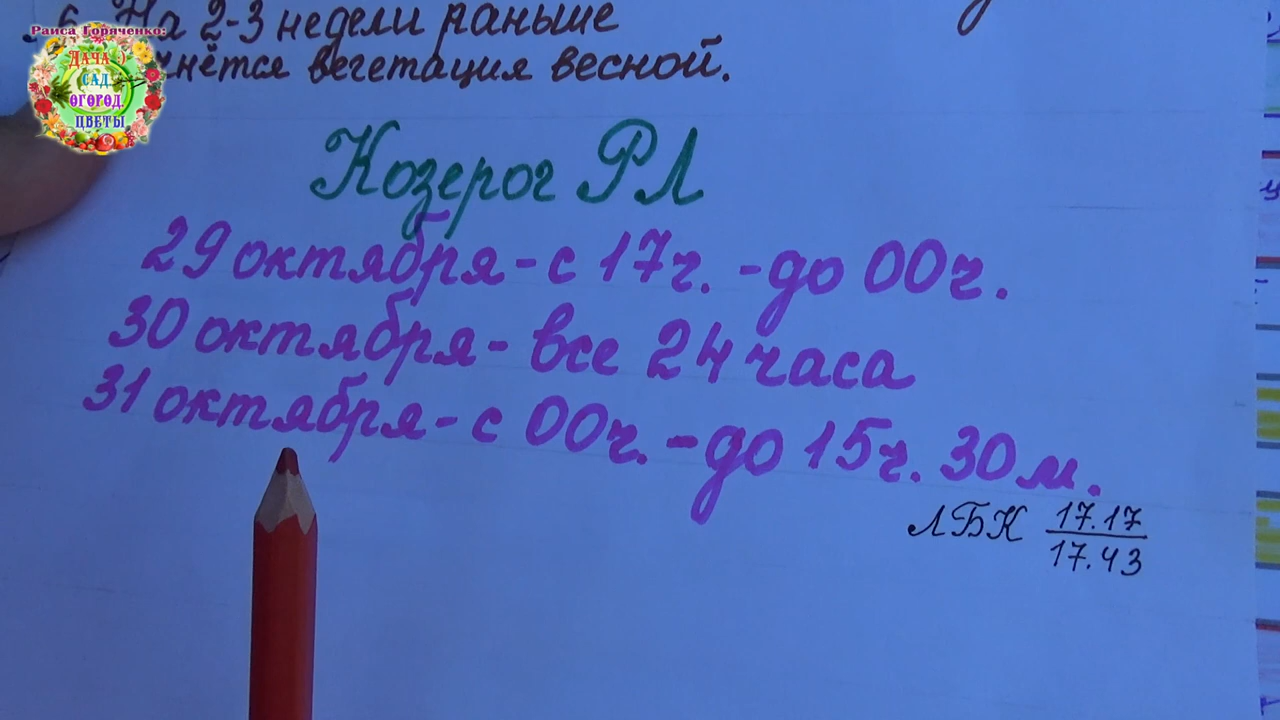 Раиса Горяченко:
ДАЧА :)
САД.
ОГОРОД.
ЦВЕТЫ
6. На 2-3 недели раньше
вегетация весной.
Козерог РЛ
29 октября - с 17ч. - до 00ч.
30 октября - все 24 часа
31 октября - с 00ч. - до 15ч. 30м.
ЛБК 17.17
17.43